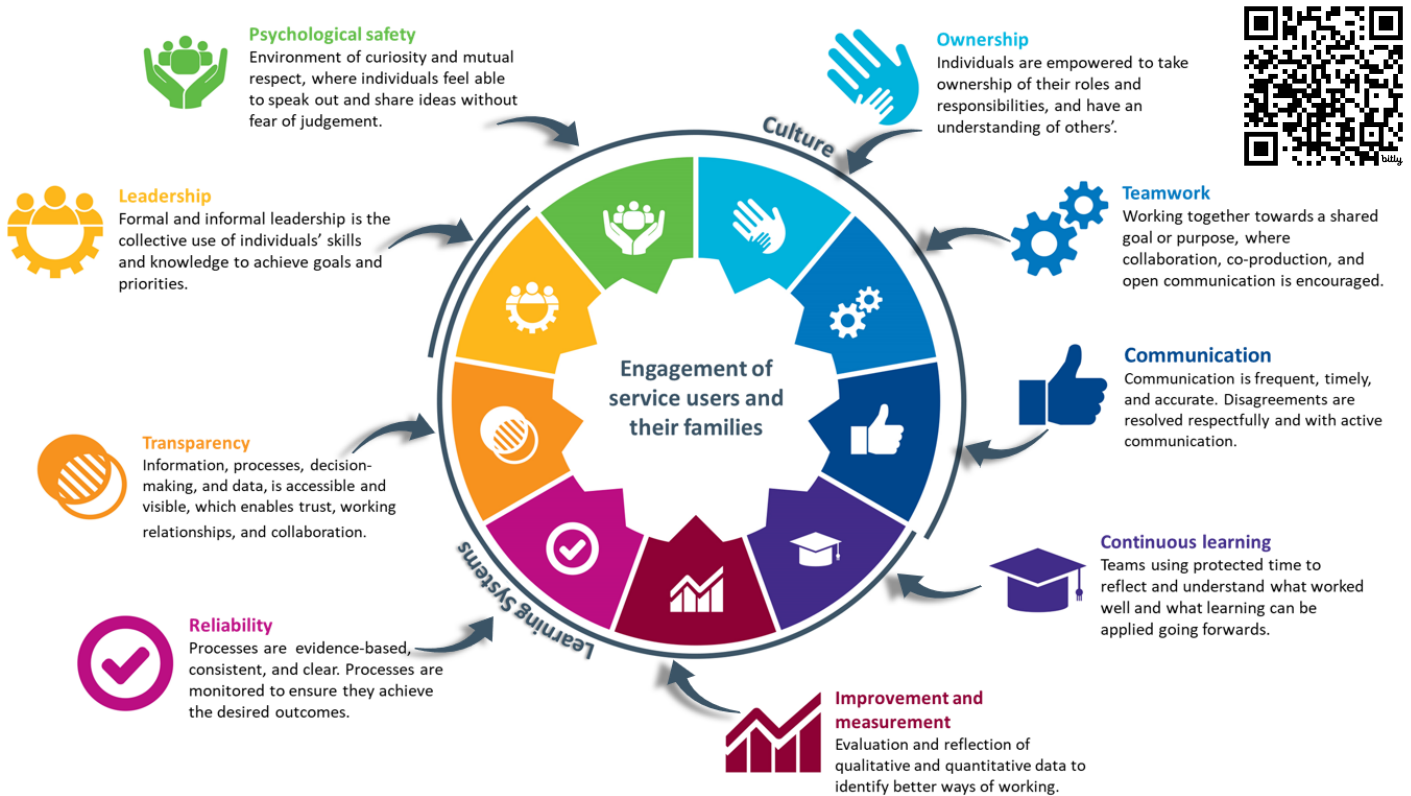 Psychological safety
Environment of curiosity and mutual
respect, where individuals feel able
to speak out and share ideas without
fear of judgement.
Ownership
Individuals are empowered to take
ownership of their roles and
responsibilities, and have an
understanding of others’.
bitly
Culture
Leadership
Formal and informal leadership is the
collective use of individuals’ skills
and knowledge to achieve goals and
priorities.
Teamwork
Working together towards a shared
goal or purpose, where
collaboration, co-production, and
open communication is encouraged.
Engagement of
service users and
their families
Communication
Communication is frequent, timely,
and accurate. Disagreements are
resolved respectfully and with active
communication.
Transparency
Information, processes, decision-
making, and data, is accessible and
visible, which enables trust, working
relationships, and collaboration.
Continuous learning
Teams using protected time to
reflect and understand what worked
well and what learning can be
applied going forwards.
Learning Systems
Reliability
Processes are evidence-based,
consistent, and clear. Processes are
monitored to ensure they achieve
the desired outcomes.
Improvement and
measurement
Evaluation and reflection of
qualitative and quantitative data to
identify better ways of working.